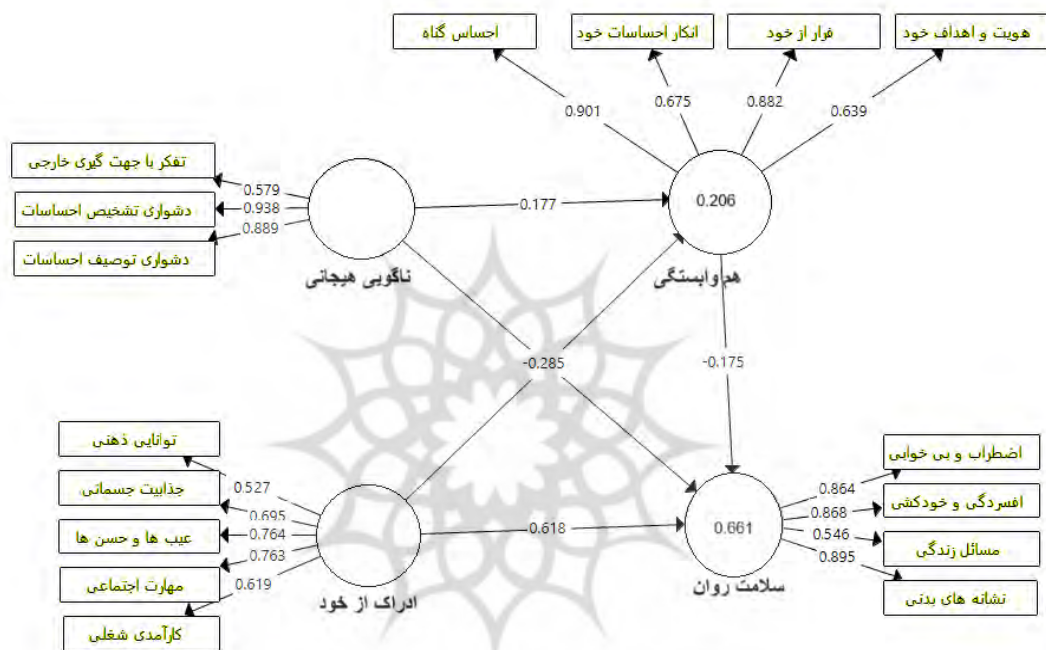 هویت و اهداف خود
فرار از خود
انکار احساسات خود
احساس گناه
0.639
0.882
0.675
0.901
تفکر با جهت گیری خارجی
0.579
دشواری تشخیص احساسات
0.938
دشواری توصیف احساسات
0.889
0.177
0.206
ناگویی هیجانی
هم وابستگی
-0.285
-0.175
توانایی ذهنی
0.527
جذابیت جسمانی
0.695
عیب ها و حسن ها
0.764
مهارت اجتماعی
0.763
کارآمدی شغلی
0.619
ادراک از خود
0.618
0.661
سلامت روان
اضطراب و بی خوابی
0.864
افسردگی و خودکشی
0.868
مسائل زندگی
0.546
نشانه های بدنی
0.895